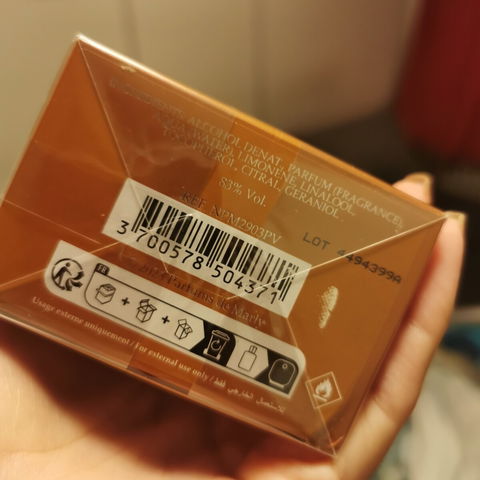 INGREDIENTS: ALCOHOL DENAT., PARFUM (FRAGRANCE),
AQUA (WATER), LIMONENE, LINALOOL,
CITRAL, GERANIOL.
83% Vol.
REF. NPM2903PV
LOT 4494399A
3 700578 504371
Parfums de Marly
FR
Usage externe uniquement / For external use only / للاستعمال الخارجي فقط